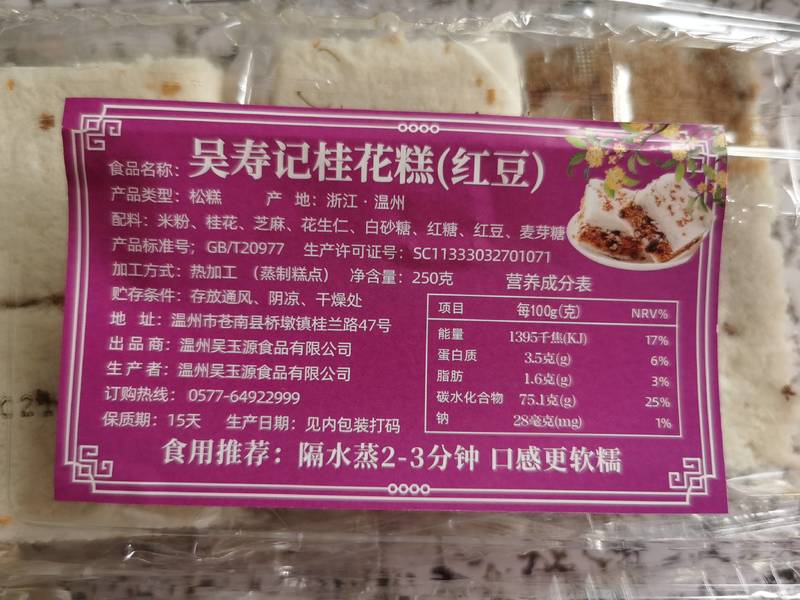 食品名称：吴寿记桂花糕(红豆)
产品类型：松糕 产 地：浙江·温州
配料：米粉、桂花、芝麻、花生仁、白砂糖、红糖、红豆、麦芽糖
产品标准号；GB/T20977 生产许可证号：SC11333032701071
加工方式：热加工 （蒸制糕点） 净含量：250克
贮存条件：存放通风、阴凉、干燥处
地 址：温州市苍南县桥墩镇桂兰路47号
出 品 商：温州吴玉源食品有限公司
生 产 者：温州吴玉源食品有限公司
订购热线： 0577-64922999
保质期：15天 生产日期：见内包装打码
营养成分表
项目 每100g(克) NRV%
能量 1395千焦(KJ) 17%
蛋白质 3.5克(g) 6%
脂肪 1.6克(g) 3%
碳水化合物 75.1克(g) 25%
钠 28毫克(mg) 1%
食用推荐：隔水蒸2-3分钟 口感更软糯